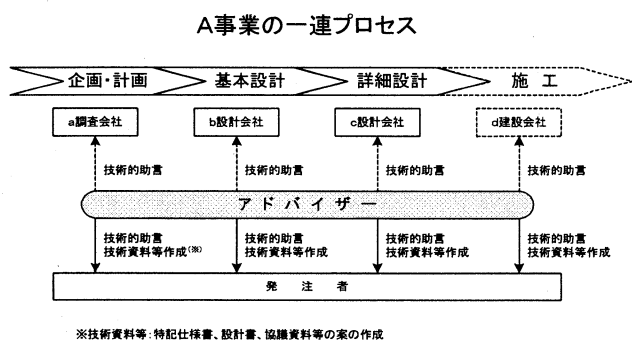 A事業の一連プロセス
企画・計画 基本設計 詳細設計 施工
a調査会社 b設計会社 c設計会社 d建設会社
技術的助言 技術的助言 技術的助言 技術的助言
アドバイザー
技術的助言 技術的助言 技術的助言 技術的助言
技術資料等作成(※) 技術資料等作成 技術資料等作成 技術資料等作成
発注者
※技術資料等：特記仕様書、設計書、協議資料等の案の作成